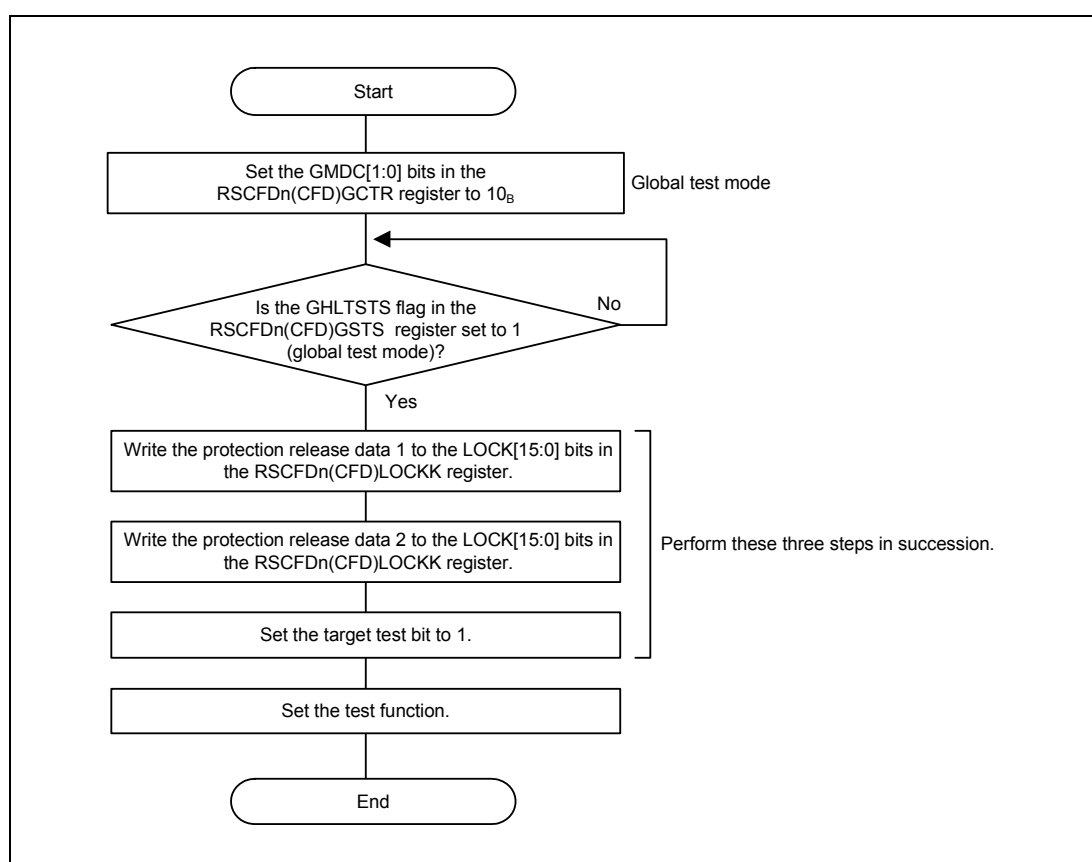 Start
Set the GMDC[1:0] bits in the
RSCFDn(CFD)GCTR register to 10B
Global test mode
Is the GHLTSTS flag in the
RSCFDn(CFD)GSTS register set to 1
(global test mode)?
No
Yes
Write the protection release data 1 to the LOCK[15:0] bits in
the RSCFDn(CFD)LOCKK register.
Write the protection release data 2 to the LOCK[15:0] bits in
the RSCFDn(CFD)LOCKK register.
Perform these three steps in succession.
Set the target test bit to 1.
Set the test function.
End